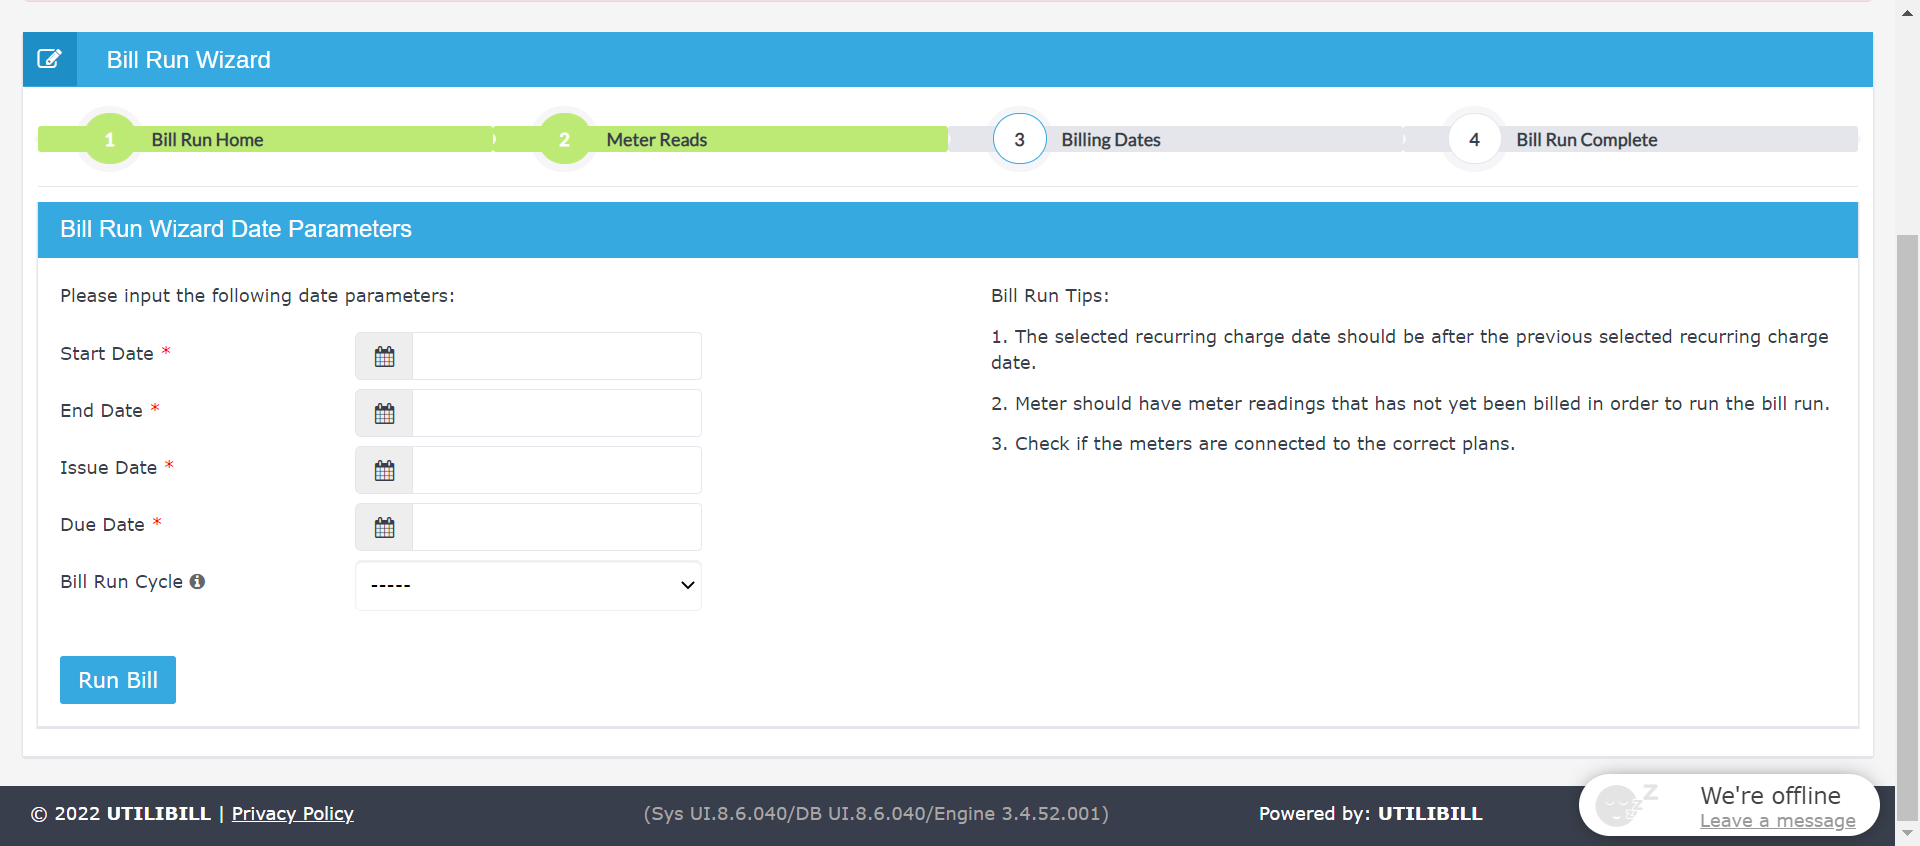 Bill Run Wizard
1 Bill Run Home 2 Meter Reads 3 Billing Dates 4 Bill Run Complete
Bill Run Wizard Date Parameters
Please input the following date parameters:
Start Date *
End Date *
Issue Date *
Due Date *
Bill Run Cycle
-----
Run Bill
Bill Run Tips:
1. The selected recurring charge date should be after the previous selected recurring charge
date.
2. Meter should have meter readings that has not yet been billed in order to run the bill run.
3. Check if the meters are connected to the correct plans.
© 2022 UTILIBILL | Privacy Policy
(Sys UI.8.6.040/DB UI.8.6.040/Engine 3.4.52.001)
Powered by: UTILIBILL
We're offline
Leave a message